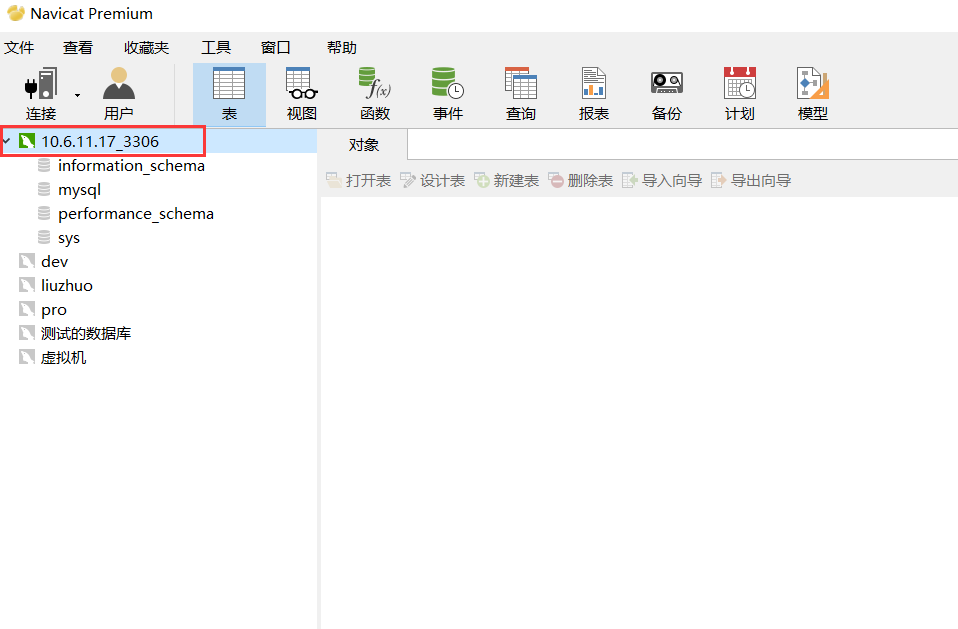 Navicat Premium
文件 查看 收藏夹 工具 窗口 帮助
连接 用户 表 视图 函数 事件 查询 报表 备份 计划 模型
10.6.11.17_3306
对象
information_schema
打开表 设计表 新建表 删除表 导入向导 导出向导
mysql
performance_schema
sys
dev
liuzhuo
pro
测试的数据库
虚拟机